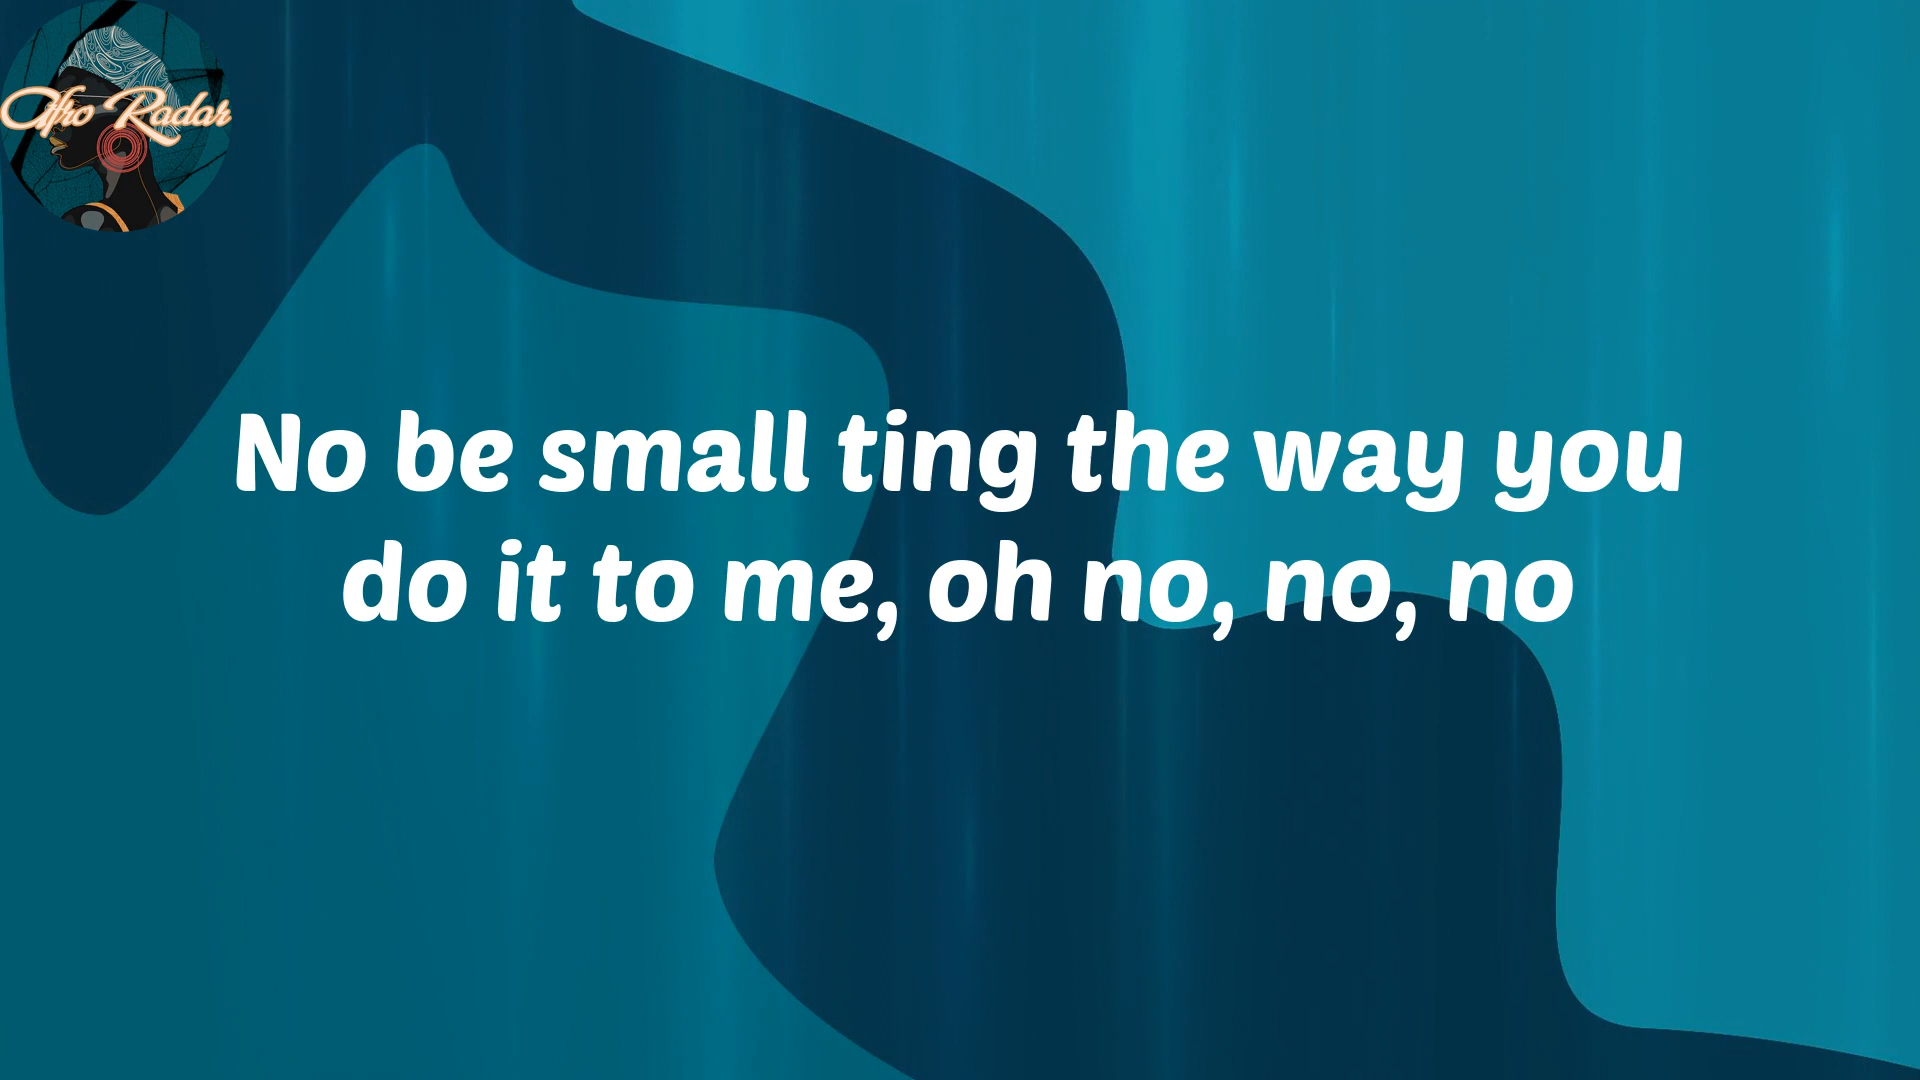 Afro Radar
No be small ting the way you
do it to me, oh no, no, no